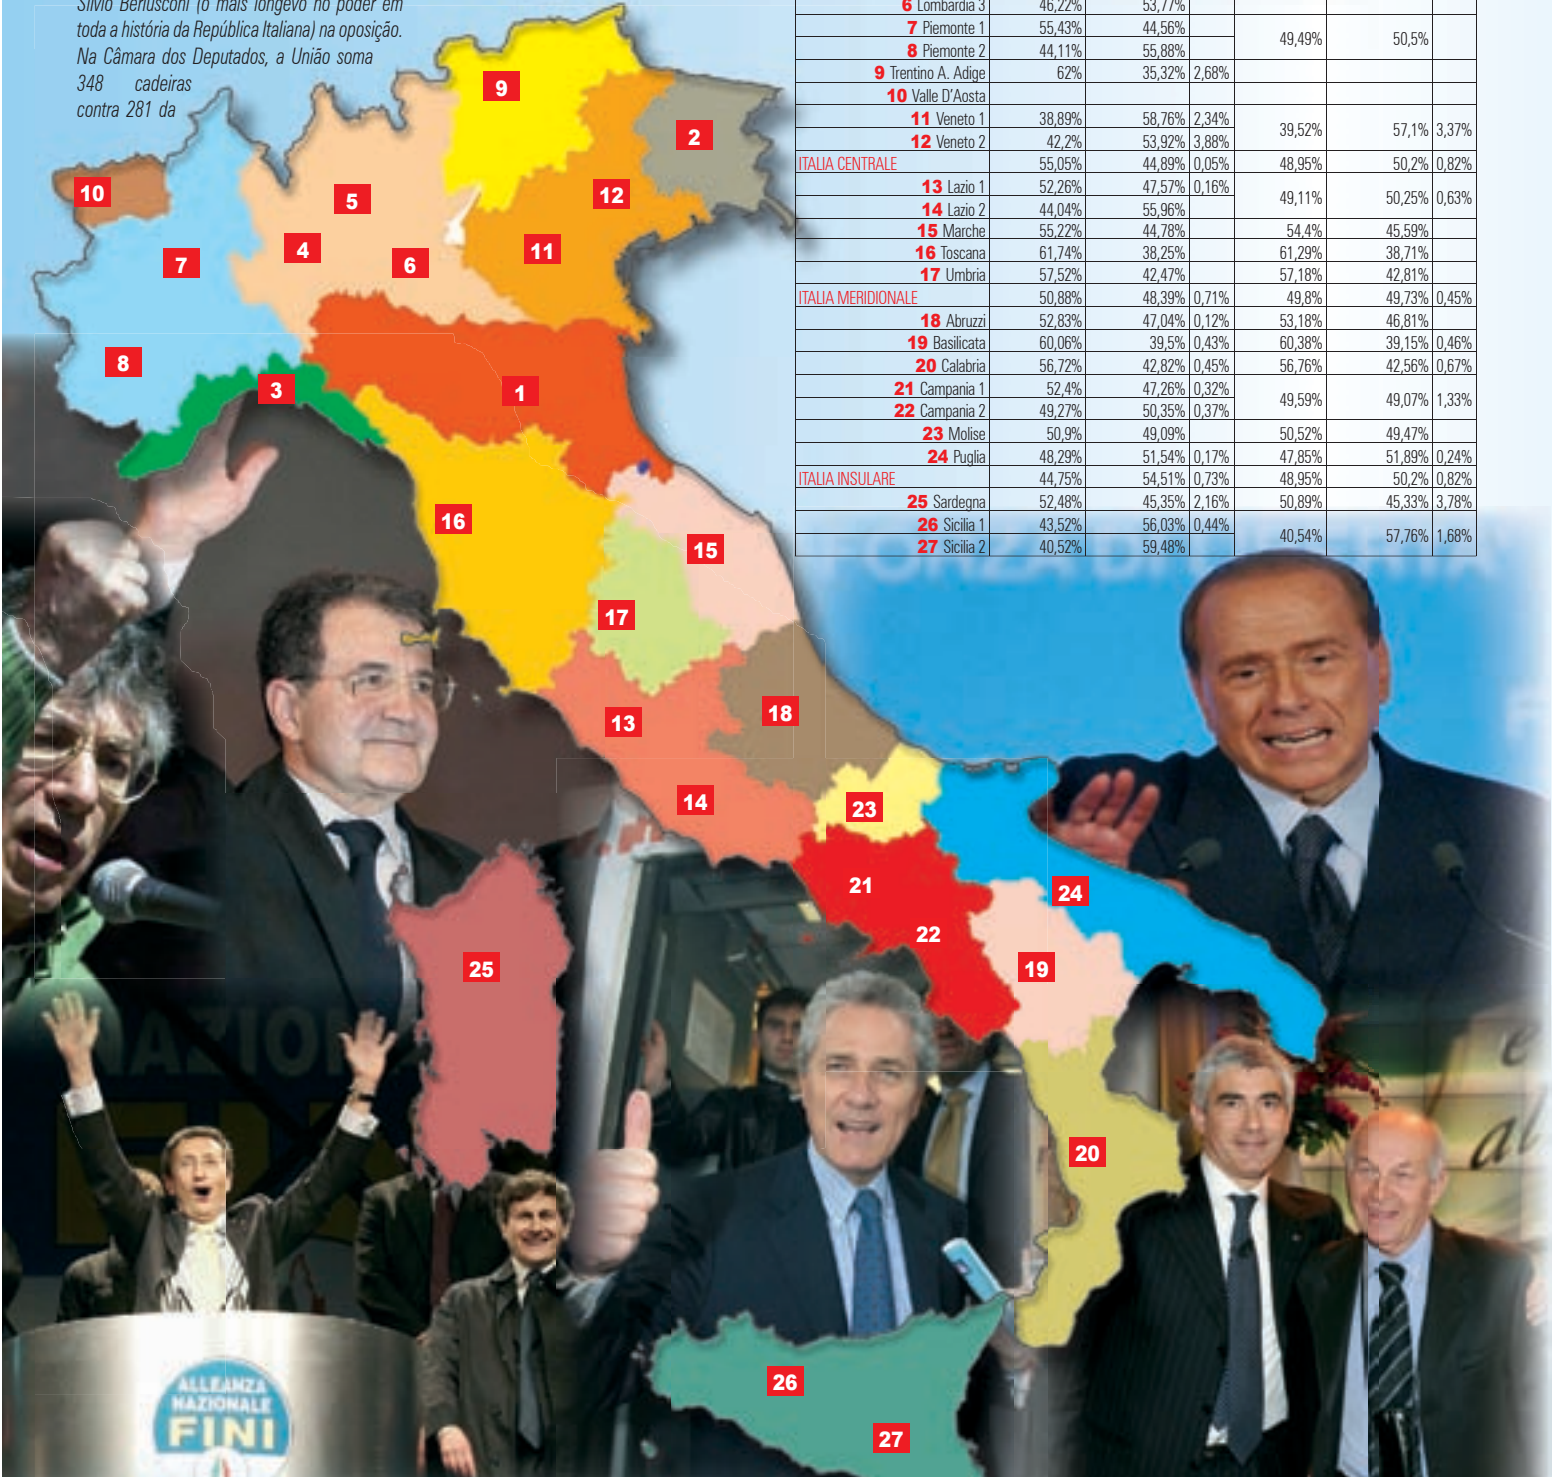 Silvio Berlusconi (o mais longevo no poder em
toda a história da República Italiana) na oposição.
Na Câmara dos Deputados, a União soma
348 cadeiras
contra 281 da
6 Lombardia 3 46,22% 53,77%
7 Piemonte 1 55,43% 44,56% 49,49% 50,5%
8 Piemonte 2 44,11% 55,88%
9 Trentino A. Adige 62% 35,32% 2,68%
10 Valle D'Aosta
11 Veneto 1 38,89% 58,76% 2,34% 39,52% 57,1% 3,37%
12 Veneto 2 42,2% 53,92% 3,88%
ITALIA CENTRALE 55,05% 44,89% 0,05% 48,95% 50,2% 0,82%
13 Lazio 1 52,26% 47,57% 0,16% 49,11% 50,25% 0,63%
14 Lazio 2 44,04% 55,96%
15 Marche 55,22% 44,78% 54,4% 45,59%
16 Toscana 61,74% 38,25% 61,29% 38,71%
17 Umbria 57,52% 42,47% 57,18% 42,81%
ITALIA MERIDIONALE 50,88% 48,39% 0,71% 49,8% 49,73% 0,45%
18 Abruzzi 52,83% 47,04% 0,12% 53,18% 46,81%
19 Basilicata 60,06% 39,5% 0,43% 60,38% 39,15% 0,46%
20 Calabria 56,72% 42,82% 0,45% 56,76% 42,56% 0,67%
21 Campania 1 52,4% 47,26% 0,32% 49,59% 49,07% 1,33%
22 Campania 2 49,27% 50,35% 0,37%
23 Molise 50,9% 49,09% 50,52% 49,47%
24 Puglia 48,29% 51,54% 0,17% 47,85% 51,89% 0,24%
ITALIA INSULARE 44,75% 54,51% 0,73% 48,95% 50,2% 0,82%
25 Sardegna 52,48% 45,35% 2,16% 50,89% 45,33% 3,78%
26 Sicilia 1 43,52% 56,03% 0,44% 40,54% 57,76% 1,68%
27 Sicilia 2 40,52% 59,48%
9
2
10
5
12
4
6
11
7
8
3
1
16
15
17
13
18
14
23
21
24
22
25
19
20
26
27
AZION
ALLEANZA
NAZIONALE
FINI